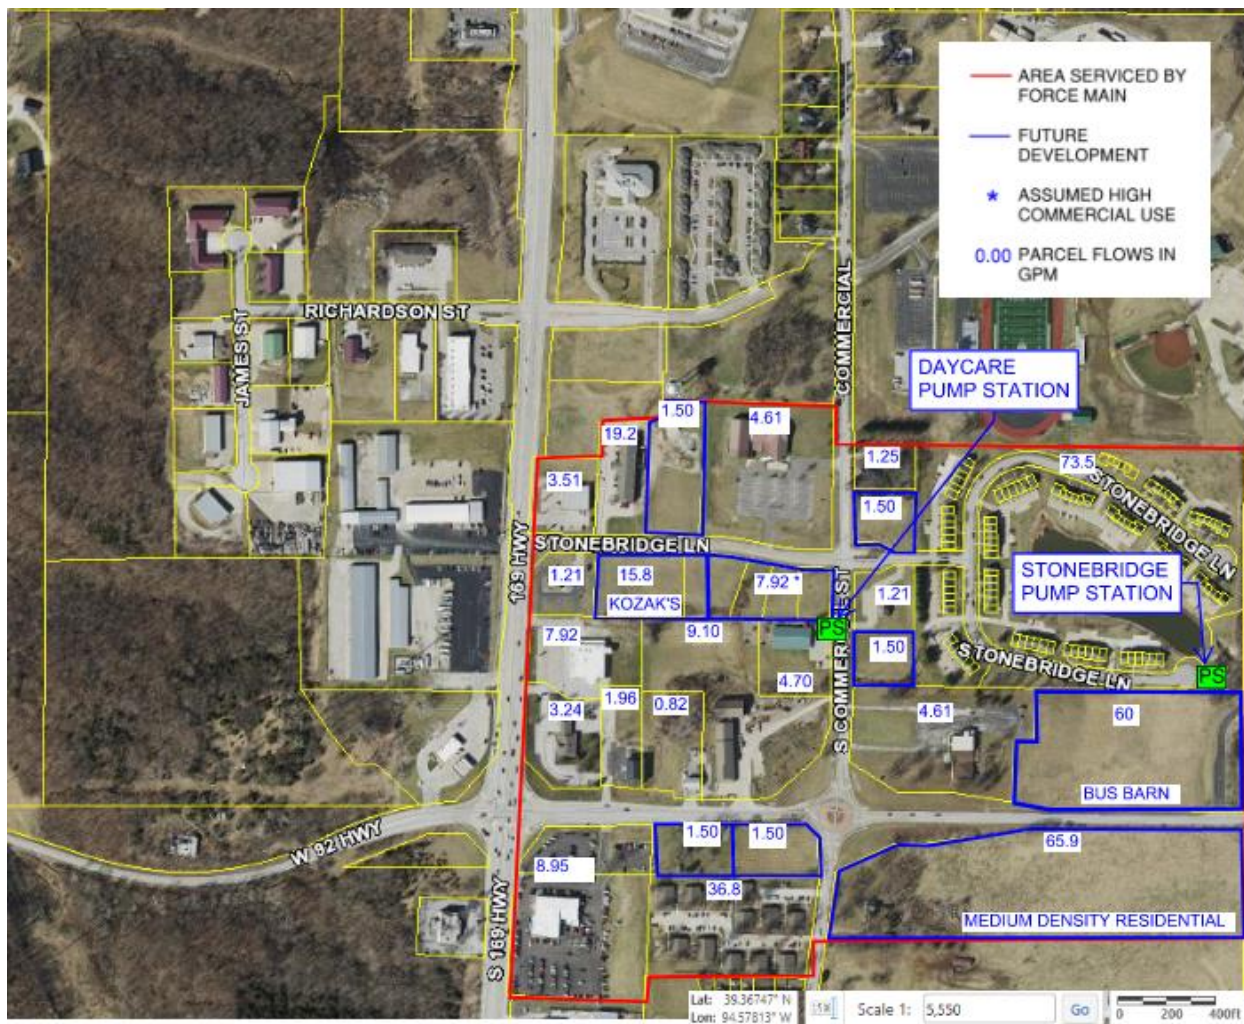 AREA SERVICED BY
FORCE MAIN
FUTURE
DEVELOPMENT
* ASSUMED HIGH
COMMERCIAL USE
0.00 PARCEL FLOWS IN
GPM
COMMERCIAL
RICHARDSON ST
JAMES ST
DAYCARE
PUMP STATION
1.50
4.61
19.2
1.25
73.5
3.51
1.50
STONEBRIDGE LN
STONEBRIDGE LN
169 HWY
STONEBRIDGE
PUMP STATION
1.21
15.8
7.92 *
1.21
KOZAK'S
PS
7.92
9.10
1.50
STONEBRIDGE LN
PS
4.70
S COMMERCIAL ST
3.24
1.96
0.82
4.61
60
BUS BARN
W 92 HWY
1.50
1.50
65.9
8.95
36.8
MEDIUM DENSITY RESIDENTIAL
S 169 HWY
Lat: 39.36747° N
Lon: 94.57813° W
Scale 1: 5,550
Go
0 200 400ft